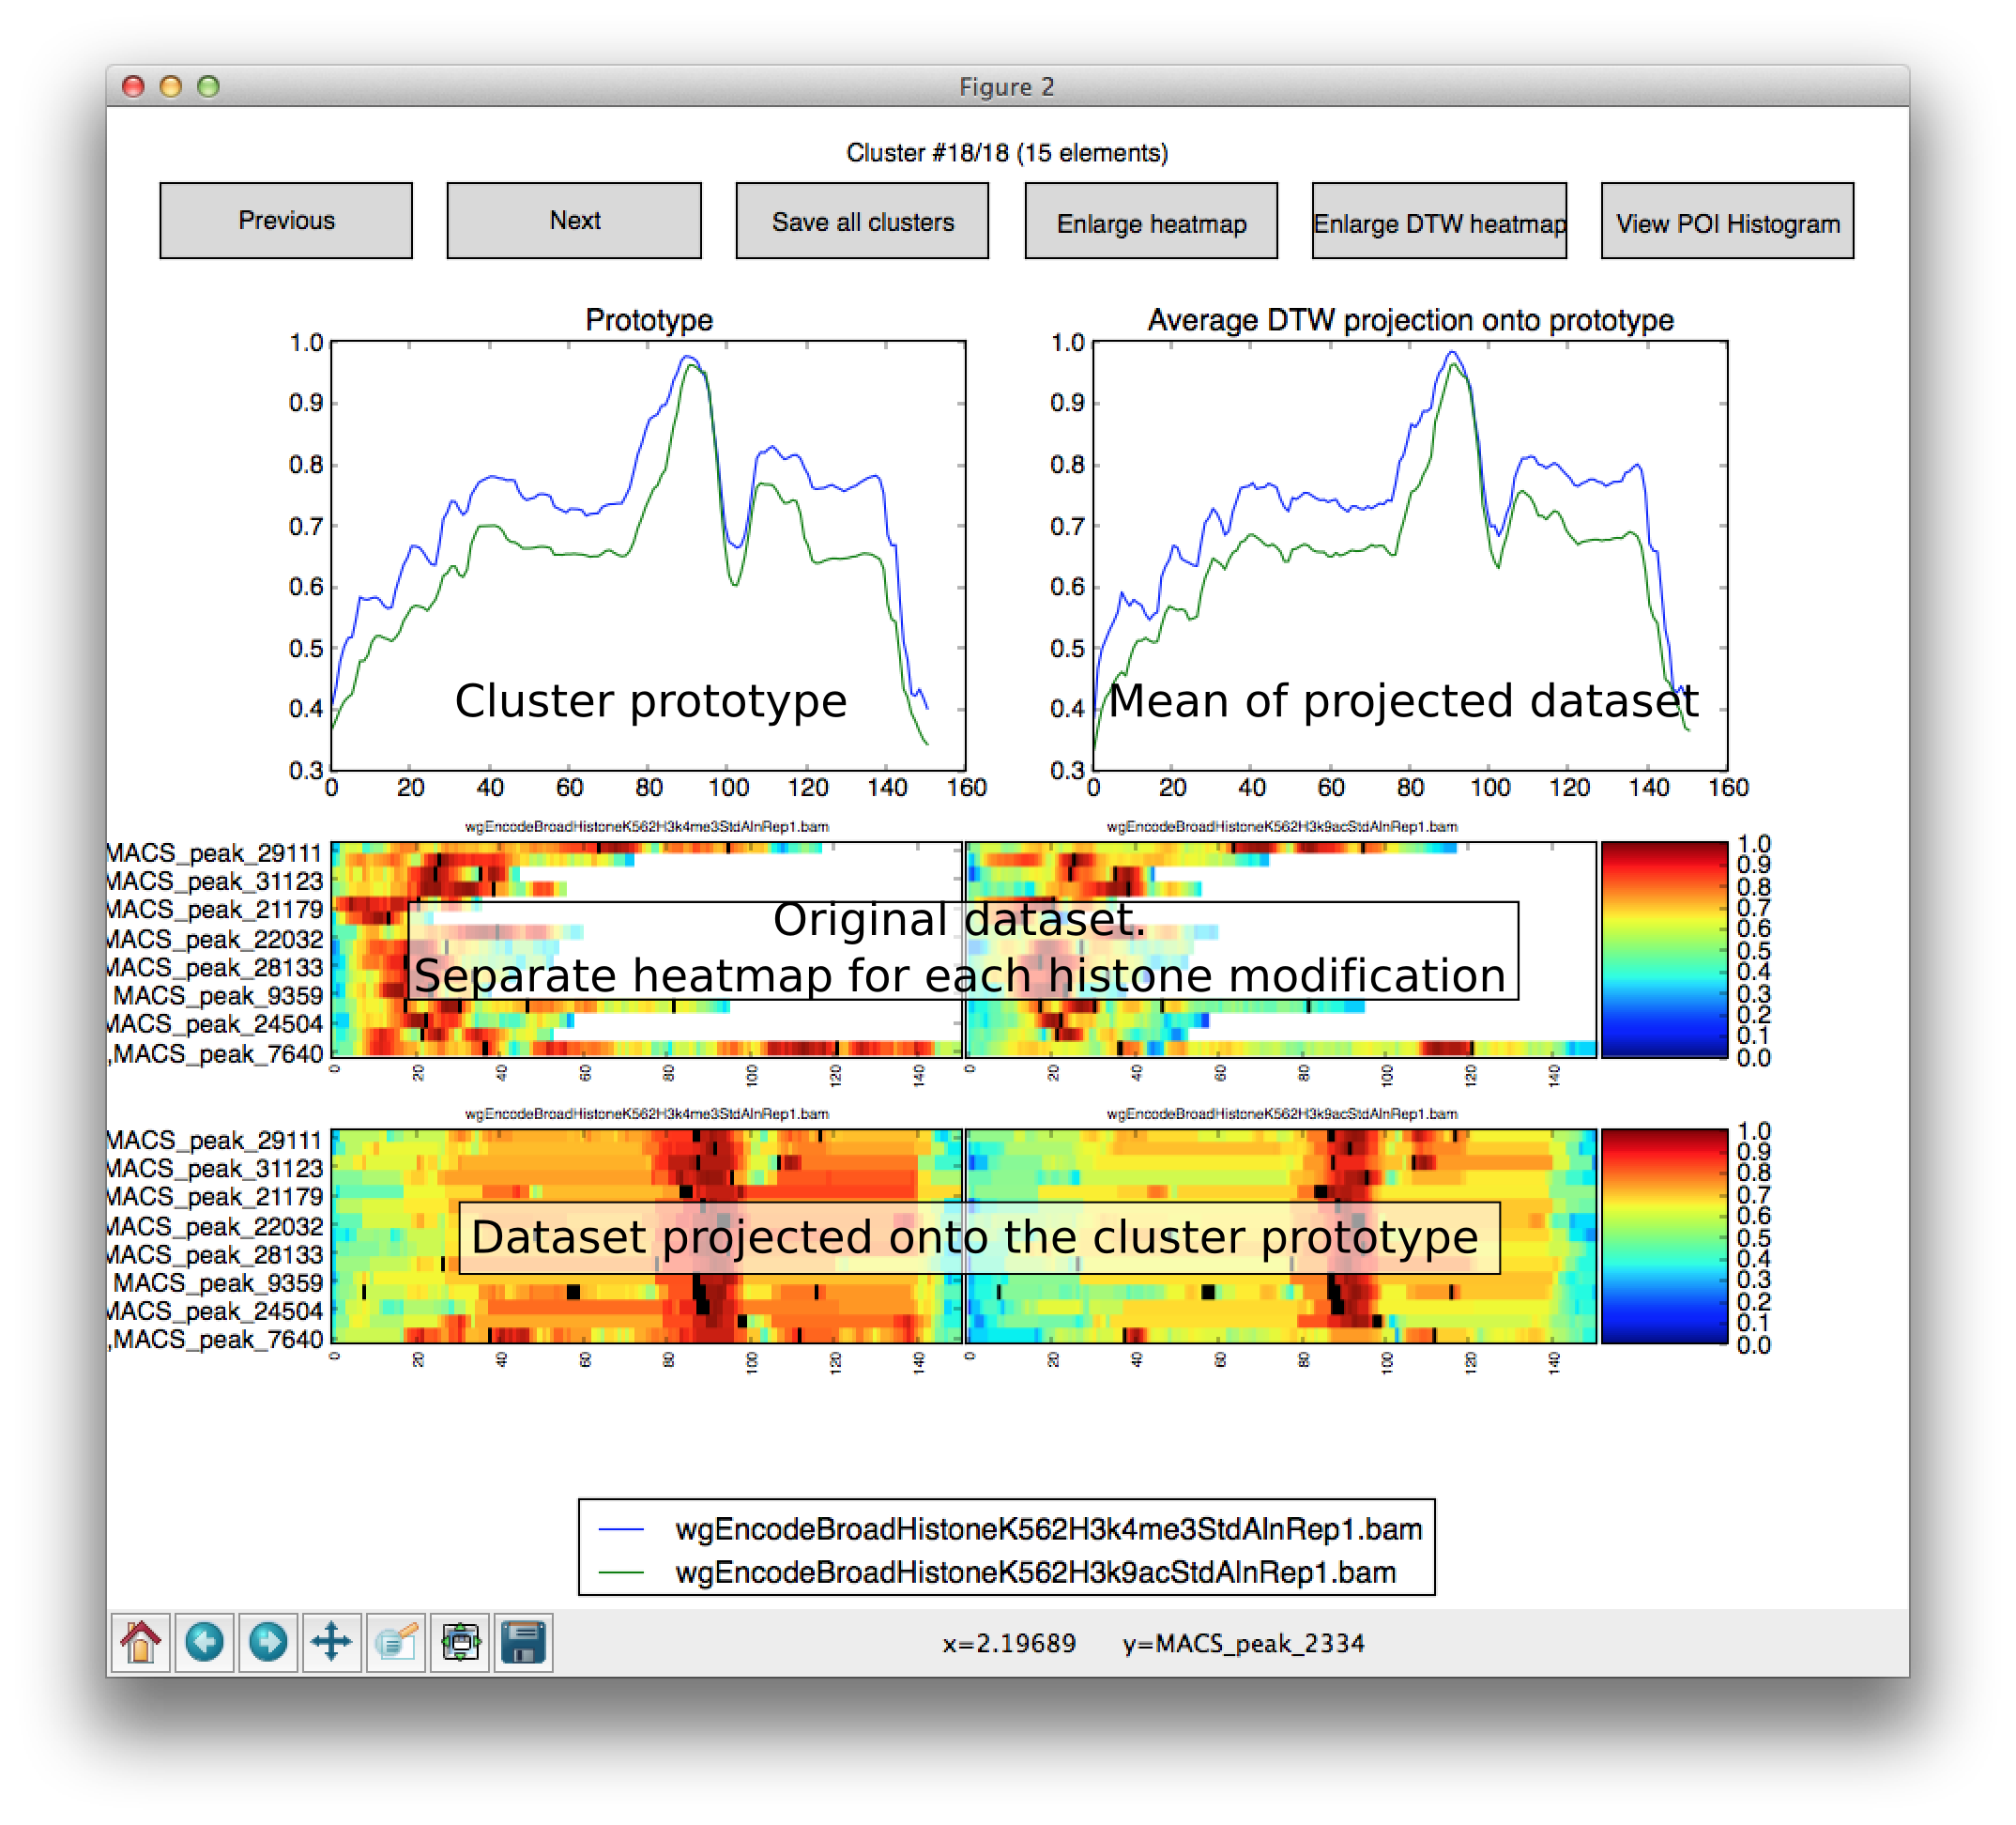 Figure 2
Cluster #18/18 (15 elements)
Previous
Next
Save all clusters
Enlarge heatmap
Enlarge DTW heatmap
View POI Histogram
Prototype
1.0
0.9
0.8
0.7
0.6
0.5
0.4
0.3
0 20 40 60 80 100 120 140 160
Cluster prototype
Average DTW projection onto prototype
1.0
0.9
0.8
0.7
0.6
0.5
0.4
0.3
0 20 40 60 80 100 120 140 160
Mean of projected dataset
wgEncodeBroadHistoneK562H3k4me3StdAlnRep1.bam
wgEncodeBroadHistoneK562H3k9acStdAlnRep1.bam
MACS_peak_29111
MACS_peak_31123
MACS_peak_21179
MACS_peak_22032
MACS_peak_28133
MACS_peak_9359
MACS_peak_24504
,MACS_peak_7640
Original dataset.
Separate heatmap for each histone modification
0 20 40 60 80 100 120 140
0 20 40 60 80 100 120 140
1.0
0.9
0.8
0.7
0.6
0.5
0.4
0.3
0.2
0.1
0.0
wgEncodeBroadHistoneK562H3k4me3StdAlnRep1.bam
wgEncodeBroadHistoneK562H3k9acStdAlnRep1.bam
MACS_peak_29111
MACS_peak_31123
MACS_peak_21179
MACS_peak_22032
MACS_peak_28133
MACS_peak_9359
MACS_peak_24504
,MACS_peak_7640
Dataset projected onto the cluster prototype
0 20 40 60 80 100 120 140
0 20 40 60 80 100 120 140
1.0
0.9
0.8
0.7
0.6
0.5
0.4
0.3
0.2
0.1
0.0
wgEncodeBroadHistoneK562H3k4me3StdAlnRep1.bam
wgEncodeBroadHistoneK562H3k9acStdAlnRep1.bam
x=2.19689 y=MACS_peak_2334